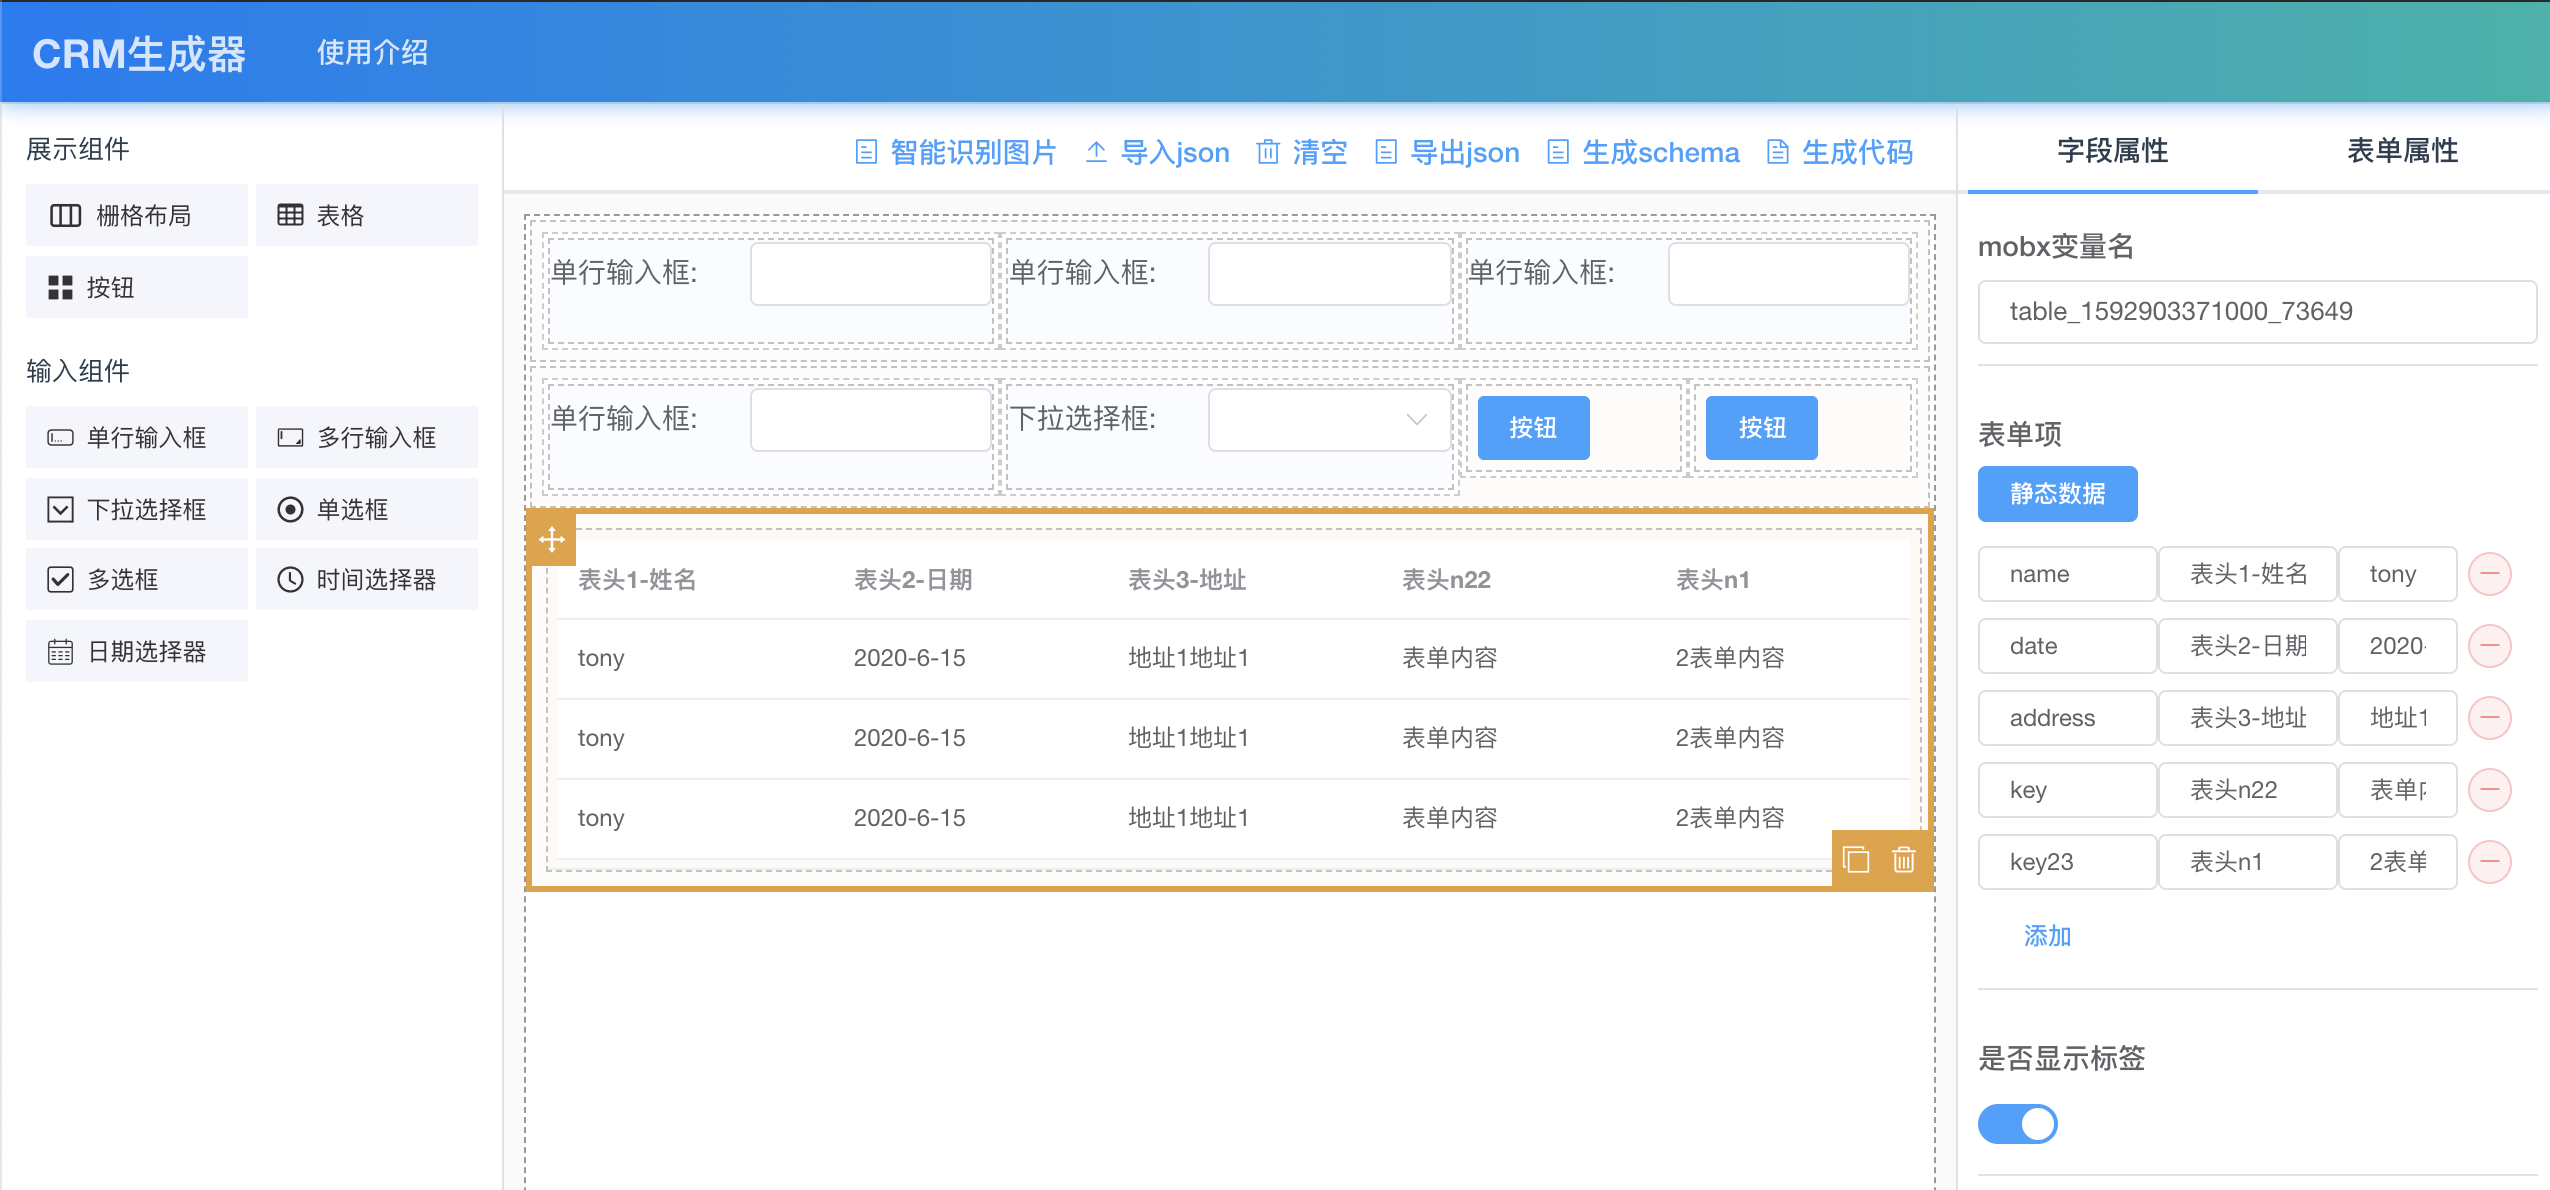 CRM生成器 使用介绍
展示组件
栅格布局 表格
按钮
输入组件
单行输入框 多行输入框
下拉选择框 单选框
多选框 时间选择器
日期选择器
智能识别图片 导入json 清空 导出json 生成schema 生成代码
单行输入框: 单行输入框: 单行输入框:
单行输入框: 下拉选择框: 按钮 按钮
表头1-姓名 表头2-日期 表头3-地址 表头n22 表头n1
tony 2020-6-15 地址1地址1 表单内容 2表单内容
tony 2020-6-15 地址1地址1 表单内容 2表单内容
tony 2020-6-15 地址1地址1 表单内容 2表单内容
字段属性 表单属性
mobx变量名
table_1592903371000_73649
表单项
静态数据
name 表头1-姓名 tony
date 表头2-日期 2020-
address 表头3-地址 地址1
key 表头n22 表单
key23 表头n1 2表单
添加
是否显示标签